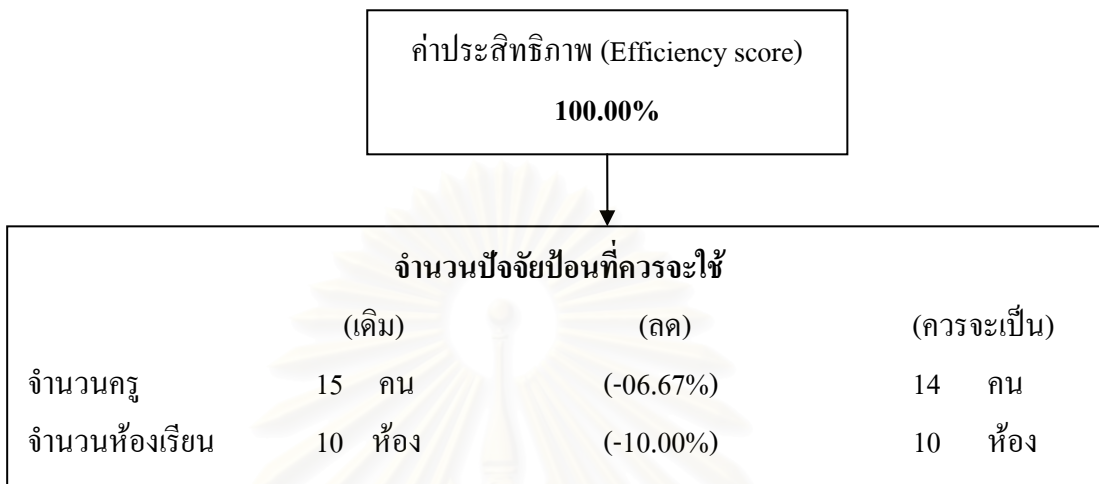 ค่าประสิทธิภาพ (Efficiency score)
100.00%
จำนวนปัจจัยป้อนที่ควรจะใช้
(เดิม) (ลด) (ควรจะเป็น)
จำนวนครู 15 คน (-06.67%) 14 คน
จำนวนห้องเรียน 10 ห้อง (-10.00%) 10 ห้อง